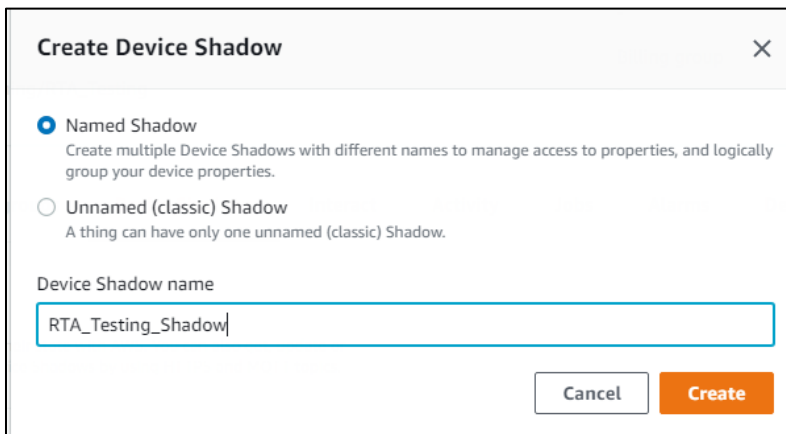 Create Device Shadow
Named Shadow
Create multiple Device Shadows with different names to manage access to properties, and logically
group your device properties.
Unnamed (classic) Shadow
A thing can have only one unnamed (classic) Shadow.
Device Shadow name
RTA_Testing_Shadow
Cancel Create